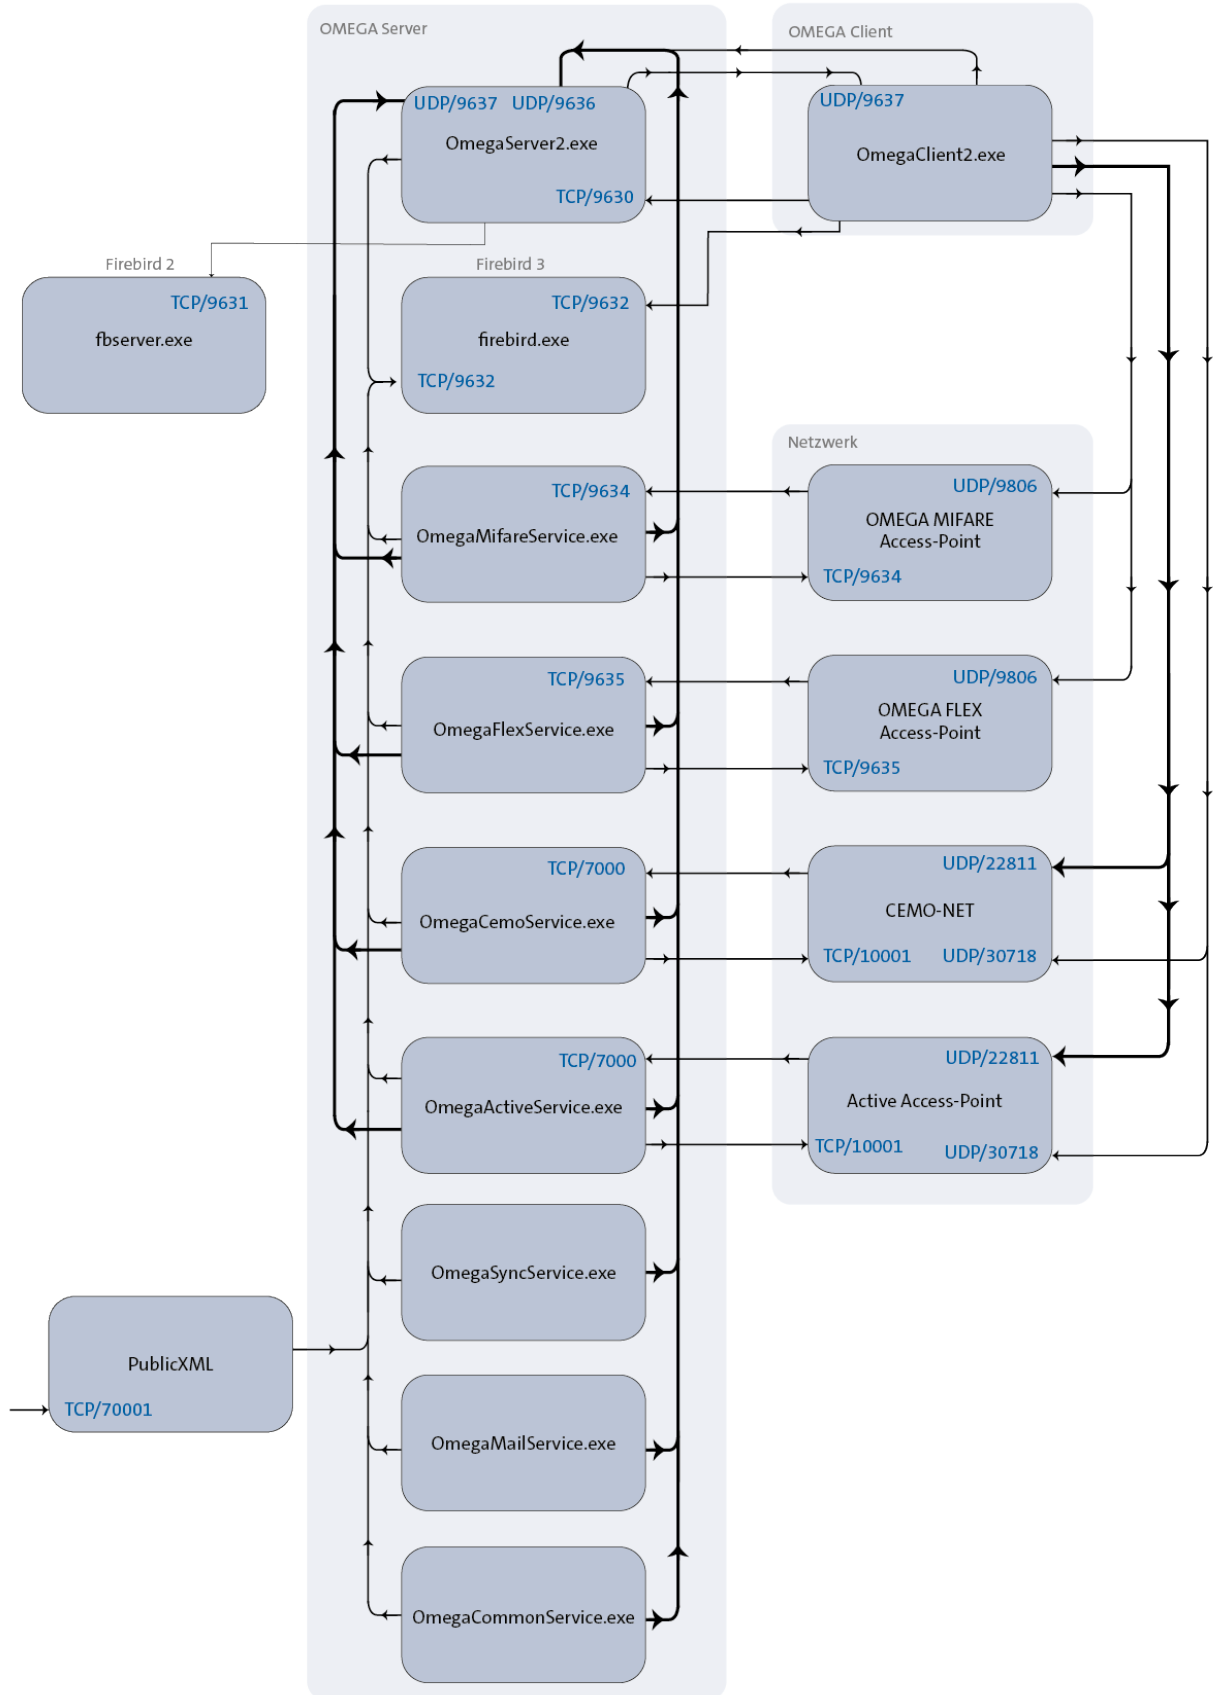 OMEGA Server
OMEGA Client
UDP/9637 UDP/9636
OmegaServer2.exe
TCP/9630
UDP/9637
OmegaClient2.exe
Firebird 2
TCP/9631
fbserver.exe
Firebird 3
TCP/9632
firebird.exe
TCP/9632
Netzwerk
TCP/9634
OmegaMifareService.exe
UDP/9806
OMEGA MIFARE
Access-Point
TCP/9634
TCP/9635
OmegaFlexService.exe
UDP/9806
OMEGA FLEX
Access-Point
TCP/9635
TCP/7000
OmegaCemoService.exe
UDP/22811
CEMO-NET
TCP/10001 UDP/30718
TCP/7000
OmegaActiveService.exe
UDP/22811
Active Access-Point
TCP/10001 UDP/30718
OmegaSyncService.exe
PublicXML
TCP/70001
OmegaMailService.exe
OmegaCommonService.exe